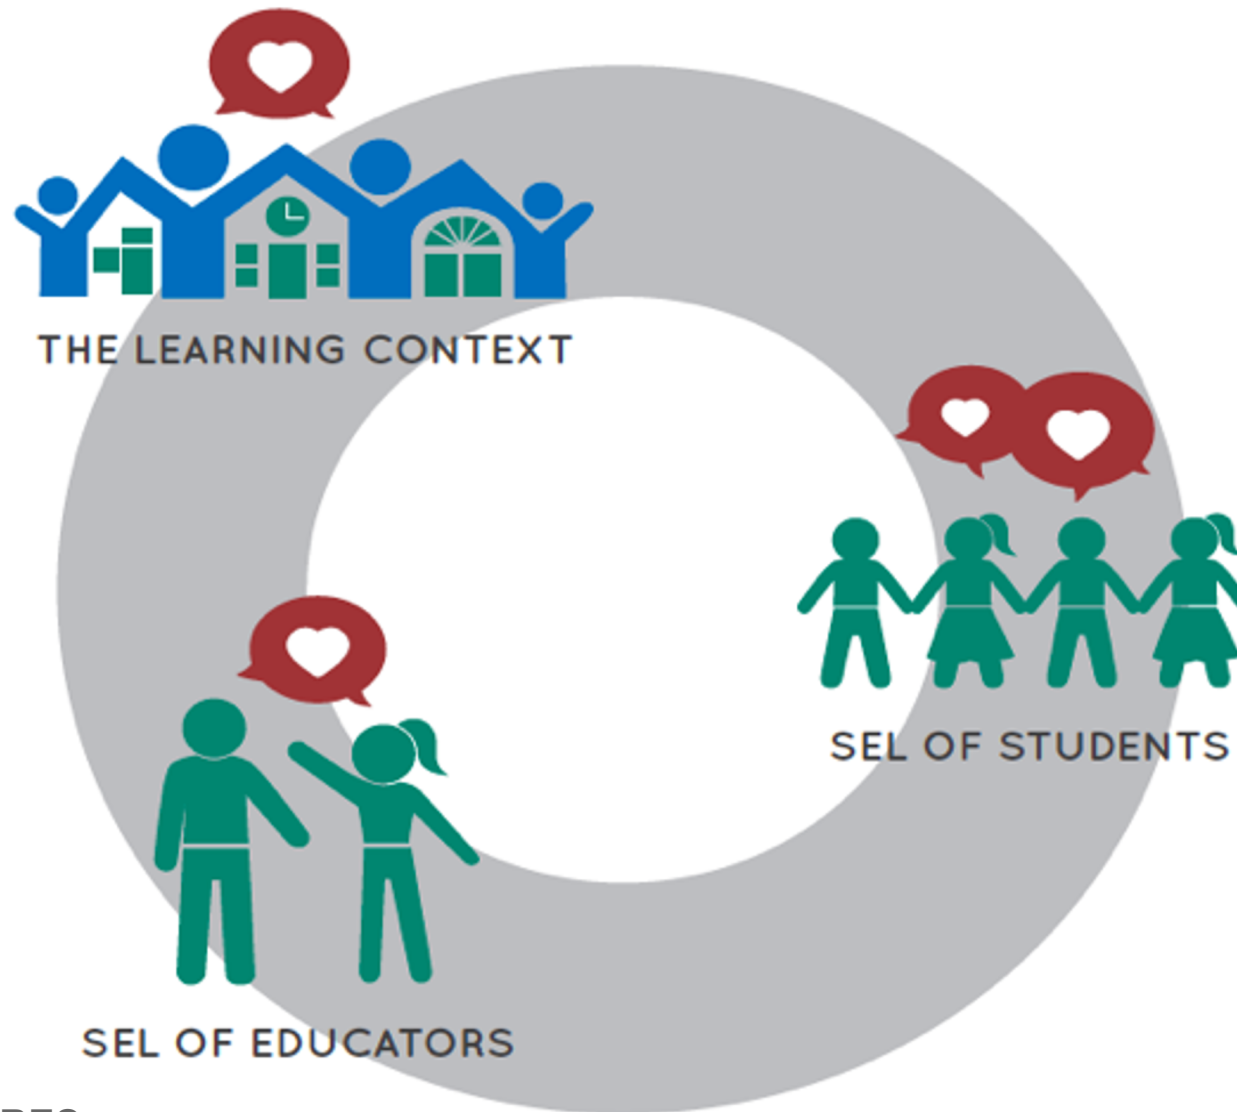 THE LEARNING CONTEXT
SEL OF STUDENTS
SEL OF EDUCATORS